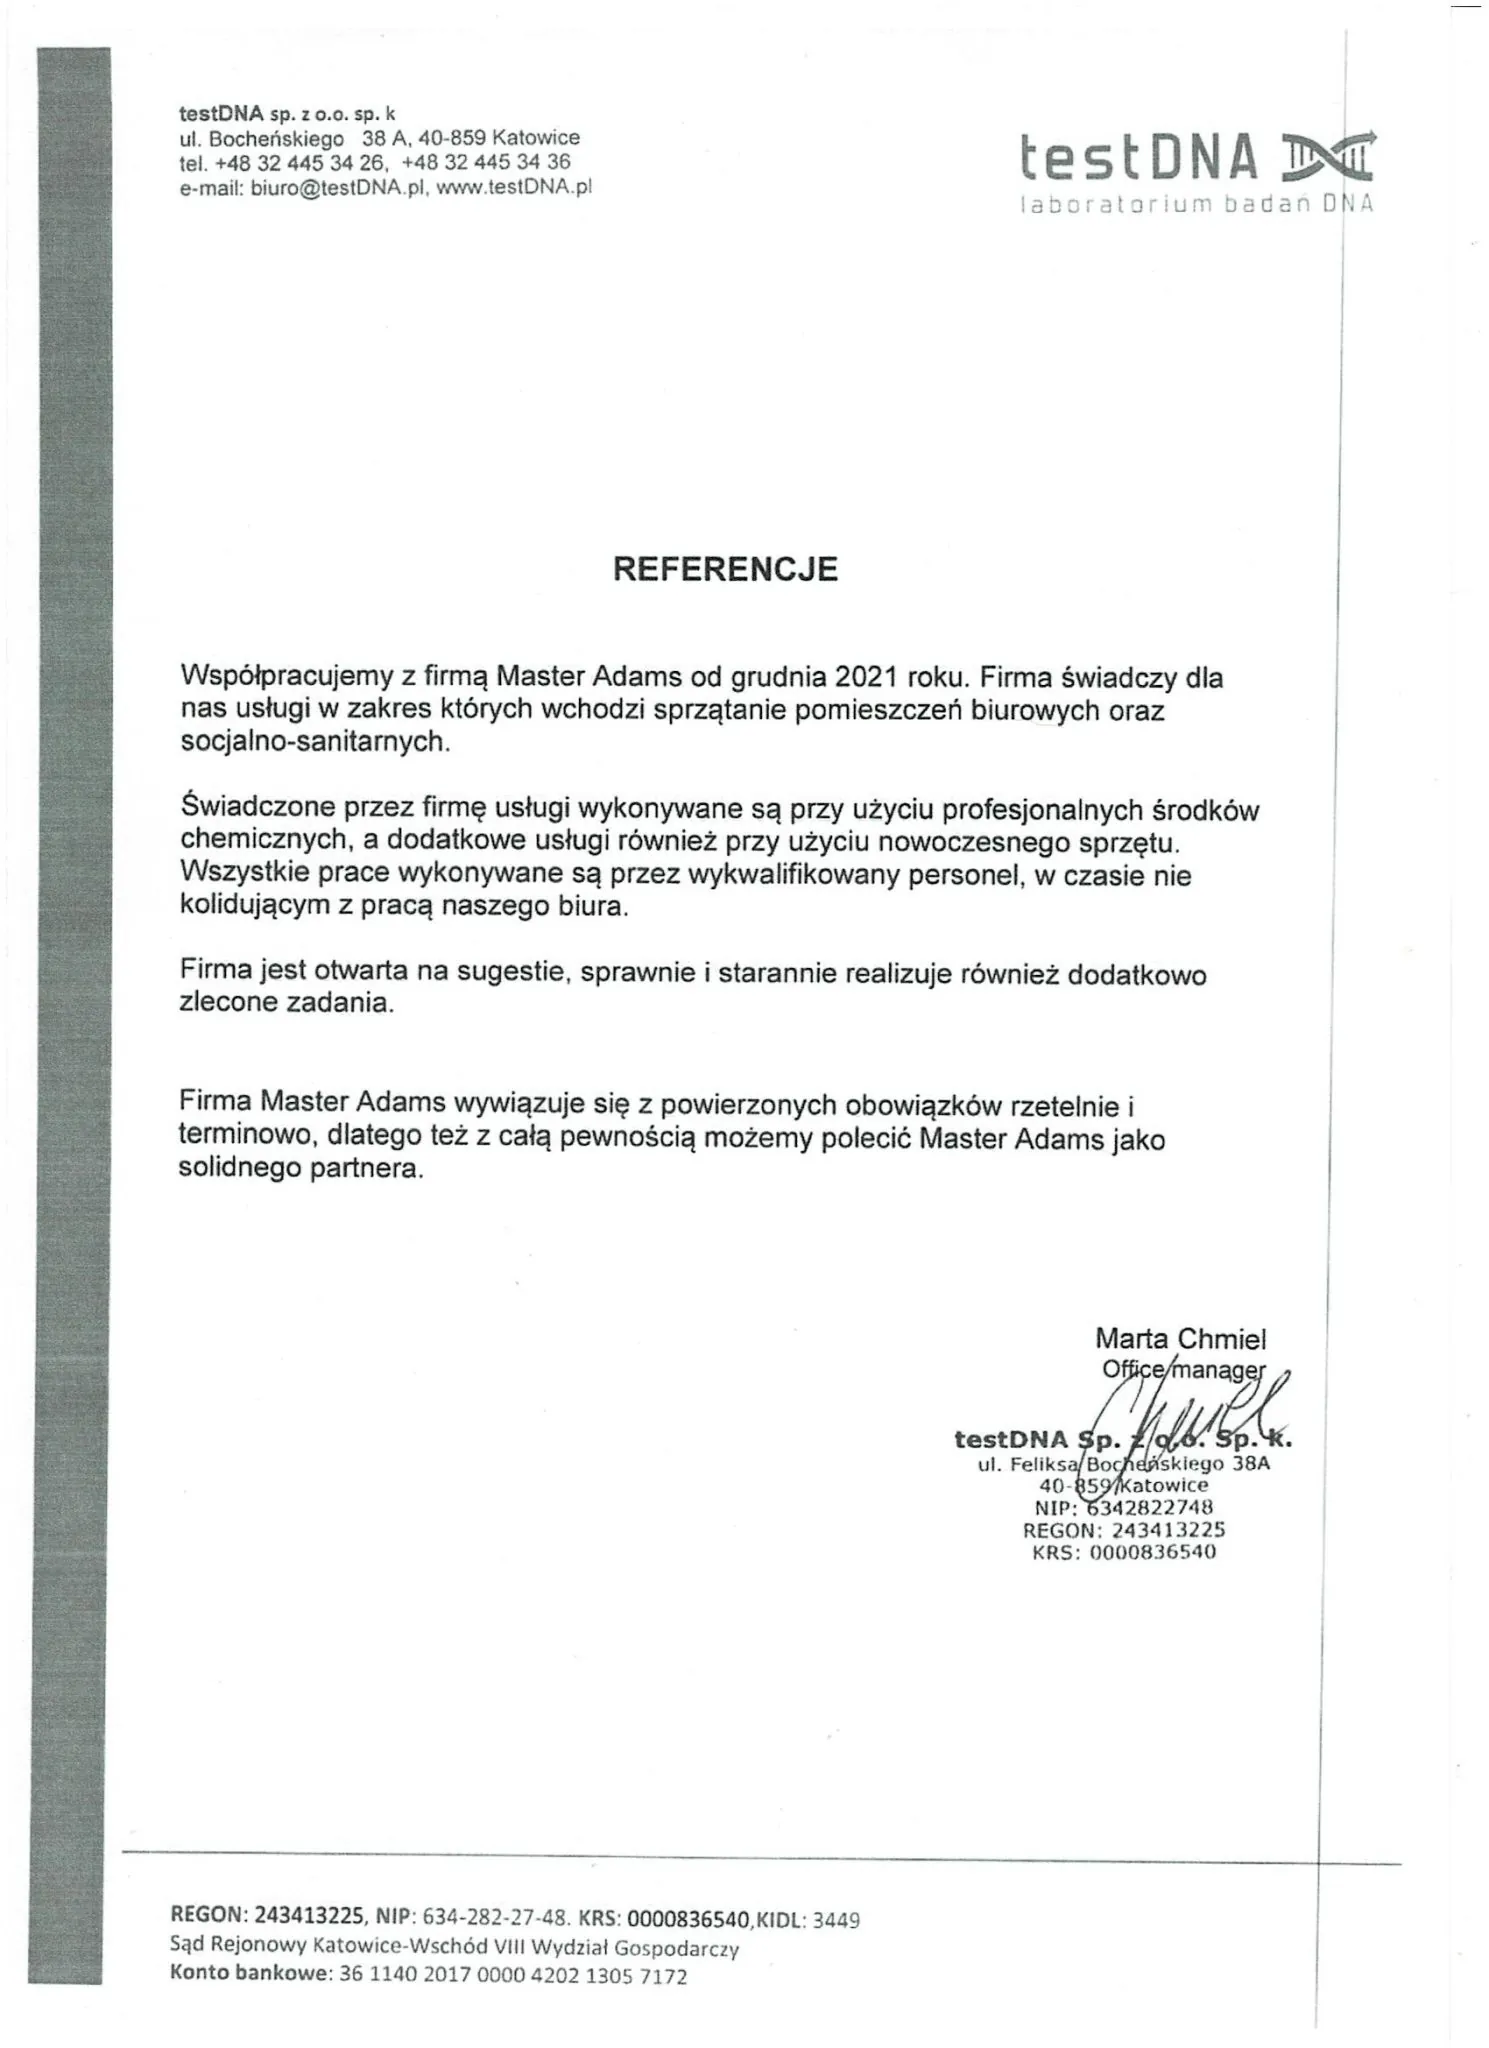 testDNA sp. z o.o. sp. k
ul. Bocheńskiego 38 A, 40-859 Katowice
tel. +48 32 445 34 26, +48 32 445 34 36
e-mail: biuro@testDNA.pl, www.testDNA.pl
testDNA
laboratorium badań DNA
REFERENCJE
Współpracujemy z firmą Master Adams od grudnia 2021 roku. Firma świadczy dla
nas usługi w zakres których wchodzi sprzątanie pomieszczeń biurowych oraz
socjalno-sanitarnych.
Świadczone przez firmę usługi wykonywane są przy użyciu profesjonalnych środków
chemicznych, a dodatkowe usługi również przy użyciu nowoczesnego sprzętu.
Wszystkie prace wykonywane są przez wykwalifikowany personel, w czasie nie
kolidującym z pracą naszego biura.
Firma jest otwarta na sugestie, sprawnie i starannie realizuje również dodatkowo
zlecone zadania.
Firma Master Adams wywiązuje się z powierzonych obowiązków rzetelnie i
terminowo, dlatego też z całą pewnością możemy polecić Master Adams jako
solidnego partnera.
Marta Chmiel
Office manager
Chmiel
testDNA Sp. z o.o. Sp. k.
ul. Feliksa Bocheńskiego 38A
40-859 Katowice
NIP: 6342822748
REGON: 243413225
KRS: 0000836540
REGON: 243413225, NIP: 634-282-27-48. KRS: 0000836540,KIDL: 3449
Sąd Rejonowy Katowice-Wschód VIII Wydział Gospodarczy
Konto bankowe: 36 1140 2017 0000 4202 1305 7172